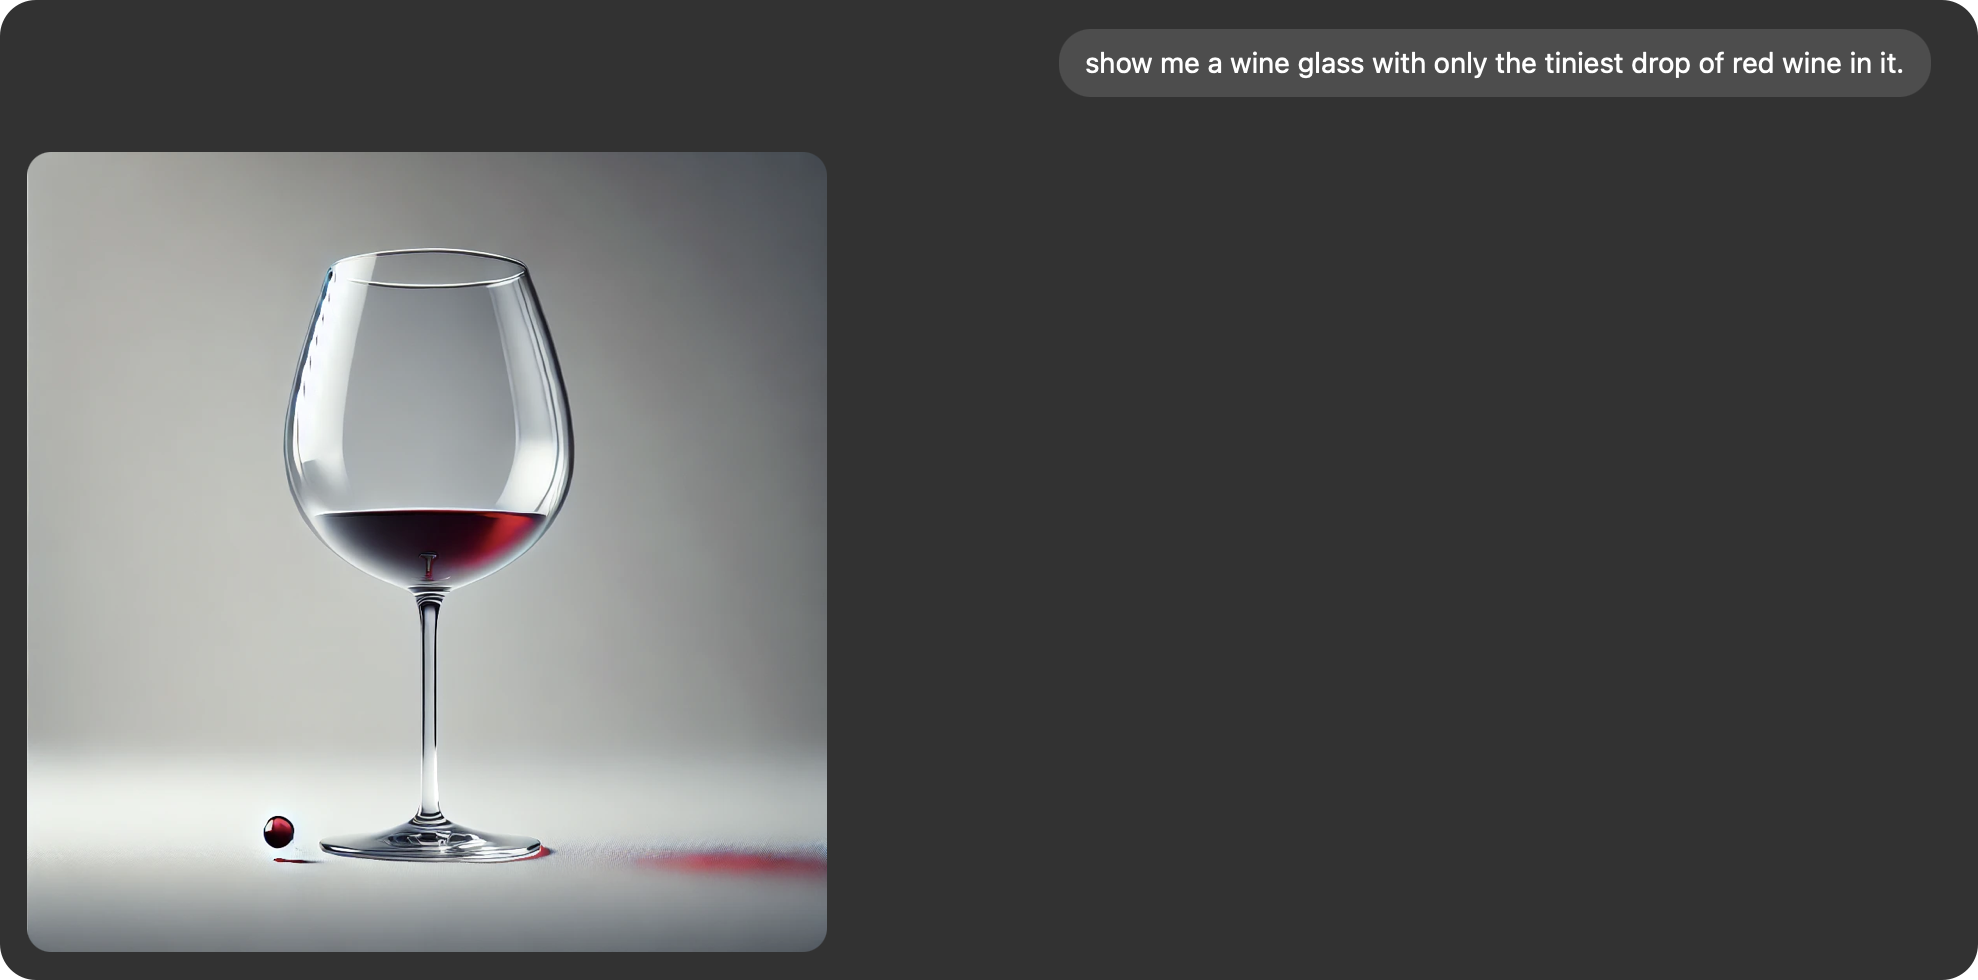 show me a wine glass with only the tiniest drop of red wine in it.